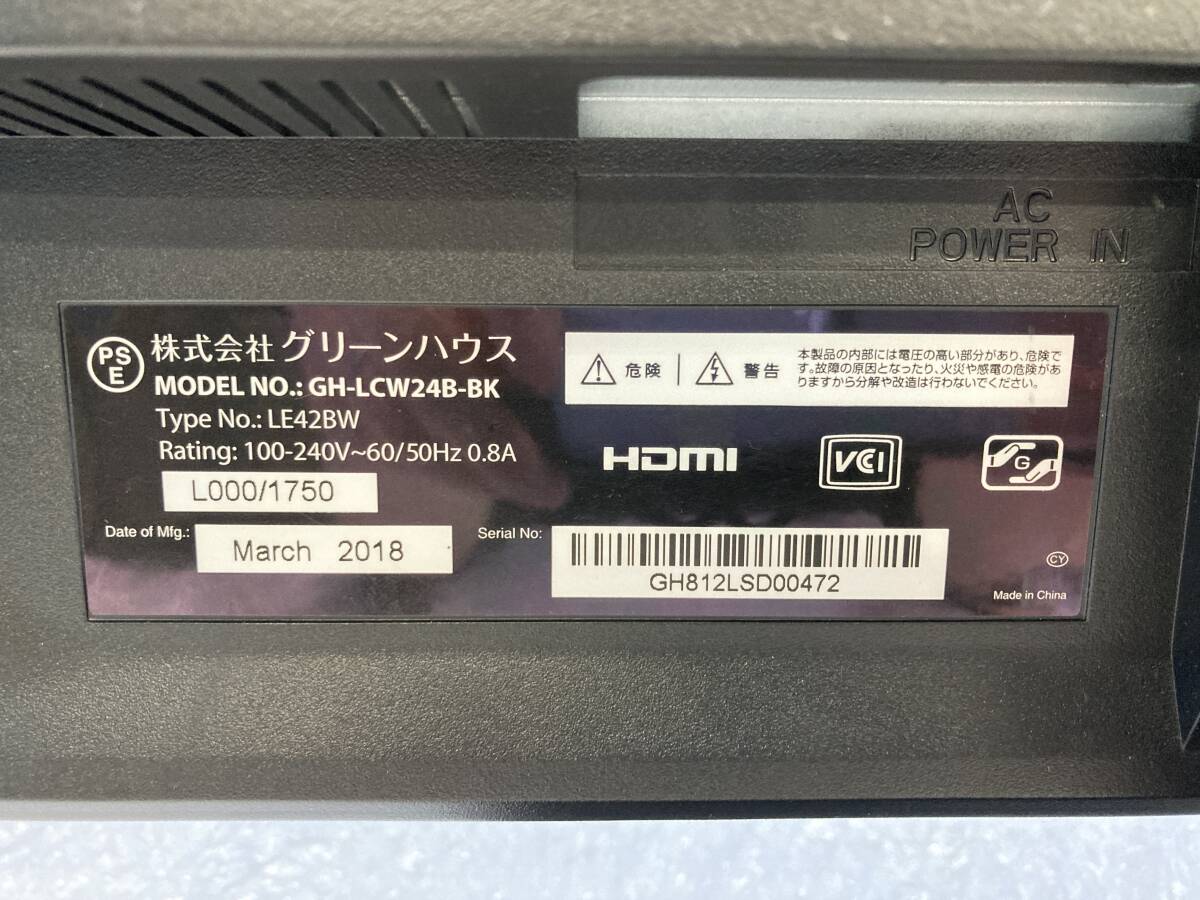 AC
POWER IN
PS
E
株式会社グリーンハウス
MODEL NO.: GH-LCW24B-BK
Type No.: LE42BW
Rating: 100-240V~60/50Hz 0.8A
L000/1750
Date of Mfg.:
March 2018
危険
警告
本製品の内部には電圧の高い部分があり、危険で
す。故障の原因となったり、火災や感電の危険があ
りますから分解や改造は行わないでください。
HDMI
VCCI
G
Serial No:
GH812LSD00472
CY
Made in China